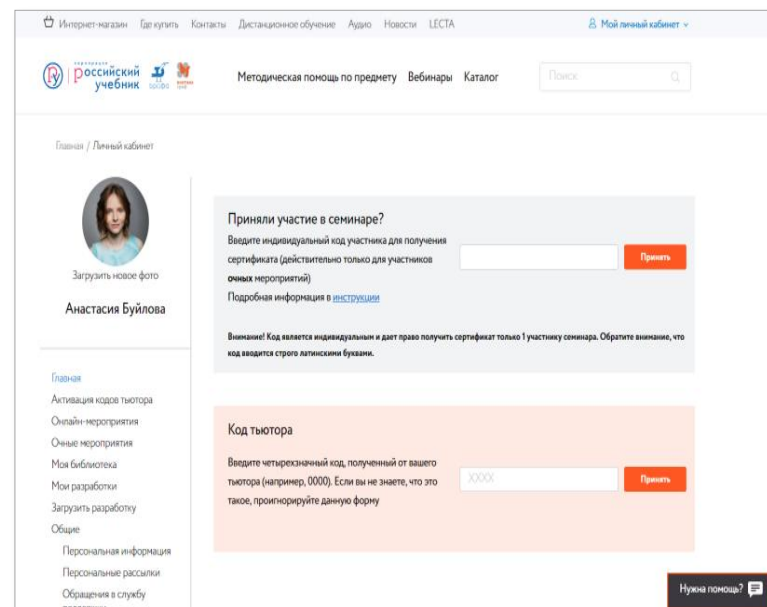 Интернет-магазин Где купить Контакты Дистанционное обучение Аудио Новости LECTA Мой личный кабинет
корпорация
российский
учебник
дрофа
Методическая помощь по предмету Вебинары Каталог Поиск
Главная / Личный кабинет
Загрузить новое фото
Анастасия Буйлова
Главная
Активация кодов тьютора
Онлайн-мероприятия
Очные мероприятия
Моя библиотека
Мои разработки
Загрузить разработку
Общие
Персональная информация
Персональные рассылки
Обращения в службу
Приняли участие в семинаре?
Введите индивидуальный код участника для получения
сертификата (действительно только для участников
очных мероприятий)
Подробная информация в инструкции
Принять
Внимание! Код является индивидуальным и дает право получить сертификат только 1 участнику семинара. Обратите внимание, что
код вводится строго латинскими буквами.
Код тьютора
Введите четырехзначный код, полученный от вашего
тьютора (например, 0000). Если вы не знаете, что это
такое, проигнорируйте данную форму
XXXX
Принять
Нужна помощь?